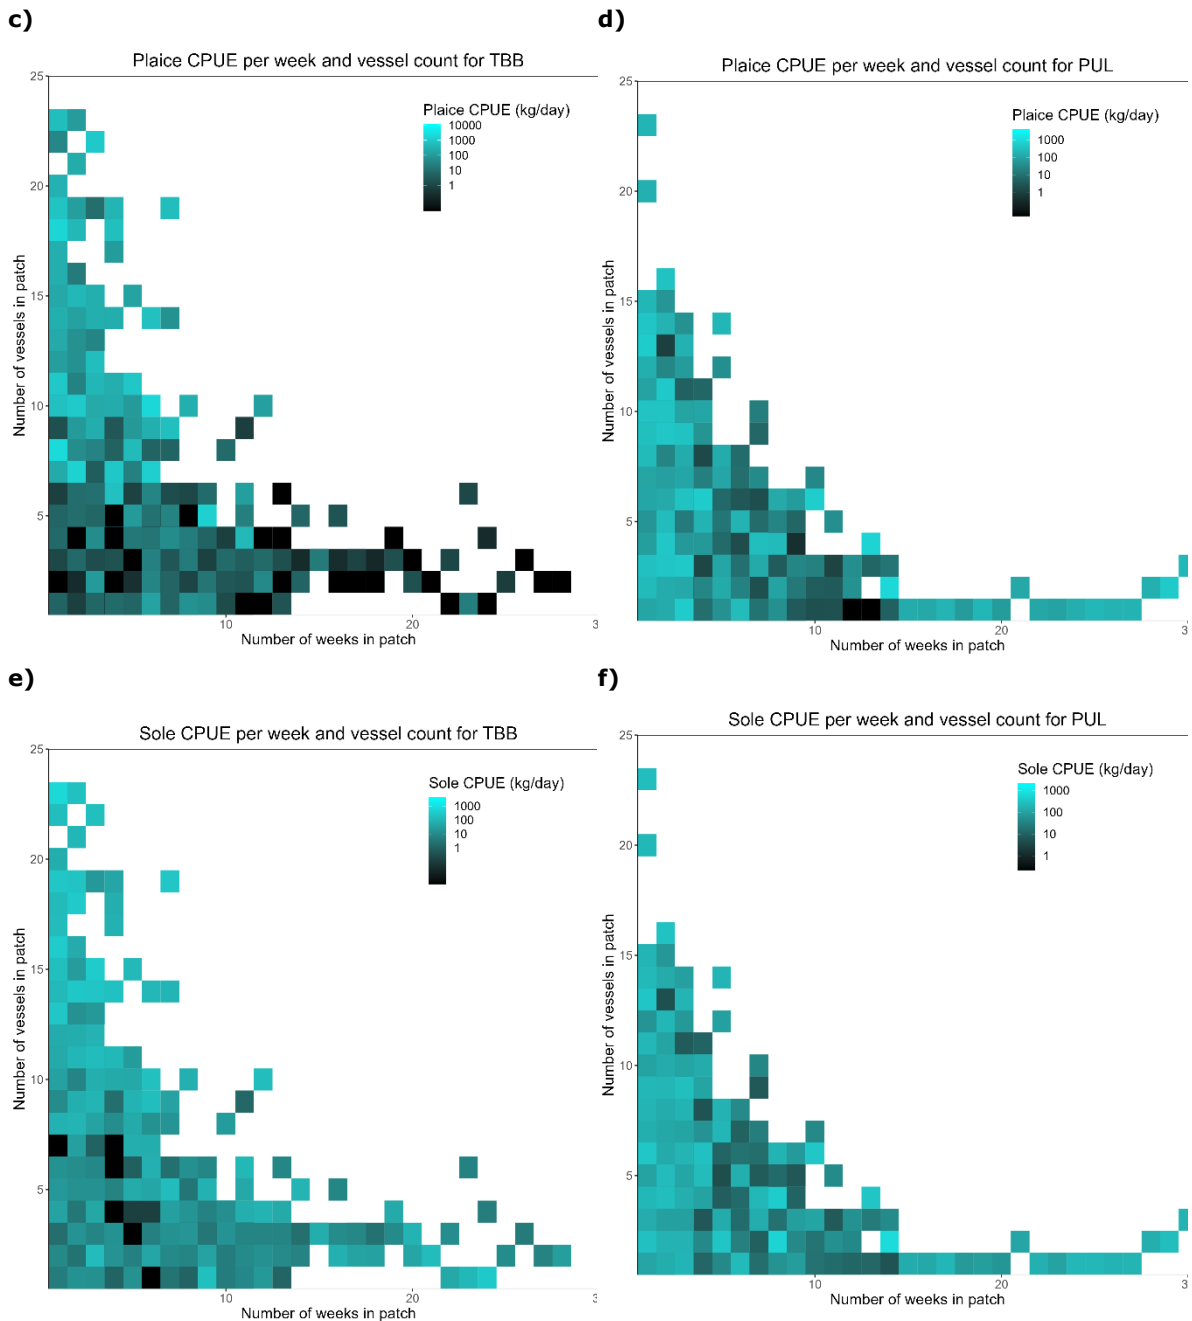 c)
Plaice CPUE per week and vessel count for TBB
25
20
15
10
5
Number of vessels in patch
Plaice CPUE (kg/day)
10000
1000
100
10
1
10
20
3
Number of weeks in patch
d)
Plaice CPUE per week and vessel count for PUL
25
20
15
10
5
Number of vessels in patch
Plaice CPUE (kg/day)
1000
100
10
1
10
20
3
Number of weeks in patch
e)
Sole CPUE per week and vessel count for TBB
25
20
15
10
5
Number of vessels in patch
Sole CPUE (kg/day)
1000
100
10
1
10
20
3
Number of weeks in patch
f)
Sole CPUE per week and vessel count for PUL
25
20
15
10
5
Number of vessels in patch
Sole CPUE (kg/day)
1000
100
10
1
10
20
3
Number of weeks in patch